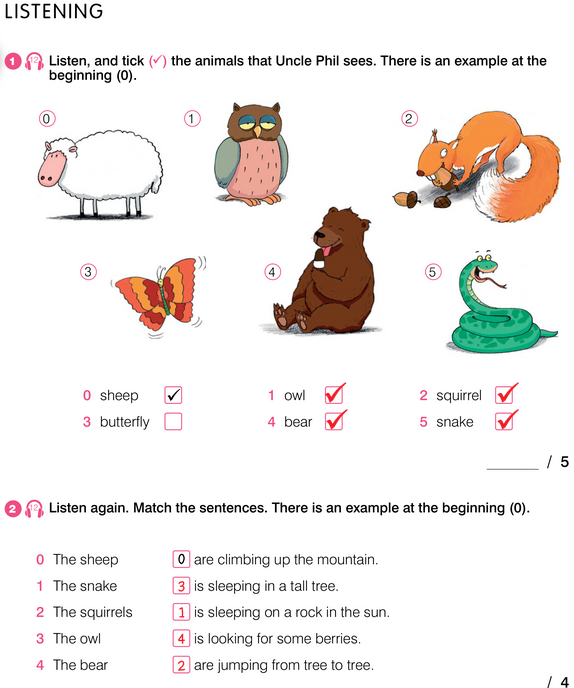 LISTENING
1 12 Listen, and tick (✓) the animals that Uncle Phil sees. There is an example at the
beginning (0).
0 1 2
3 4 5
0 sheep ✓ 1 owl ✓ 2 squirrel ✓
3 butterfly 4 bear ✓ 5 snake ✓
/ 5
2 12 Listen again. Match the sentences. There is an example at the beginning (0).
0 The sheep 0 are climbing up the mountain.
1 The snake 3 is sleeping in a tall tree.
2 The squirrels 1 is sleeping on a rock in the sun.
3 The owl 4 is looking for some berries.
4 The bear 2 are jumping from tree to tree.
/ 4